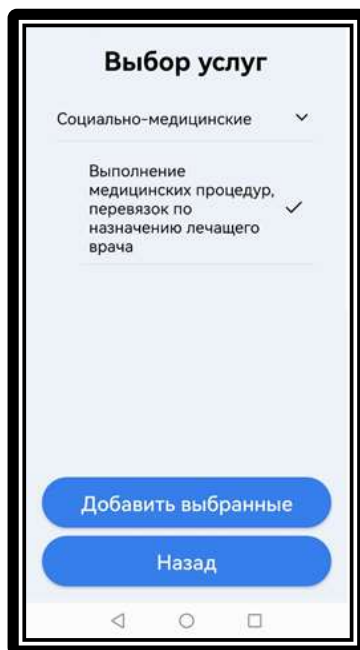 Выбор услуг
Социально-медицинские
Выполнение
медицинских процедур,
перевязок по
назначению лечащего
врача
Добавить выбранные
Назад